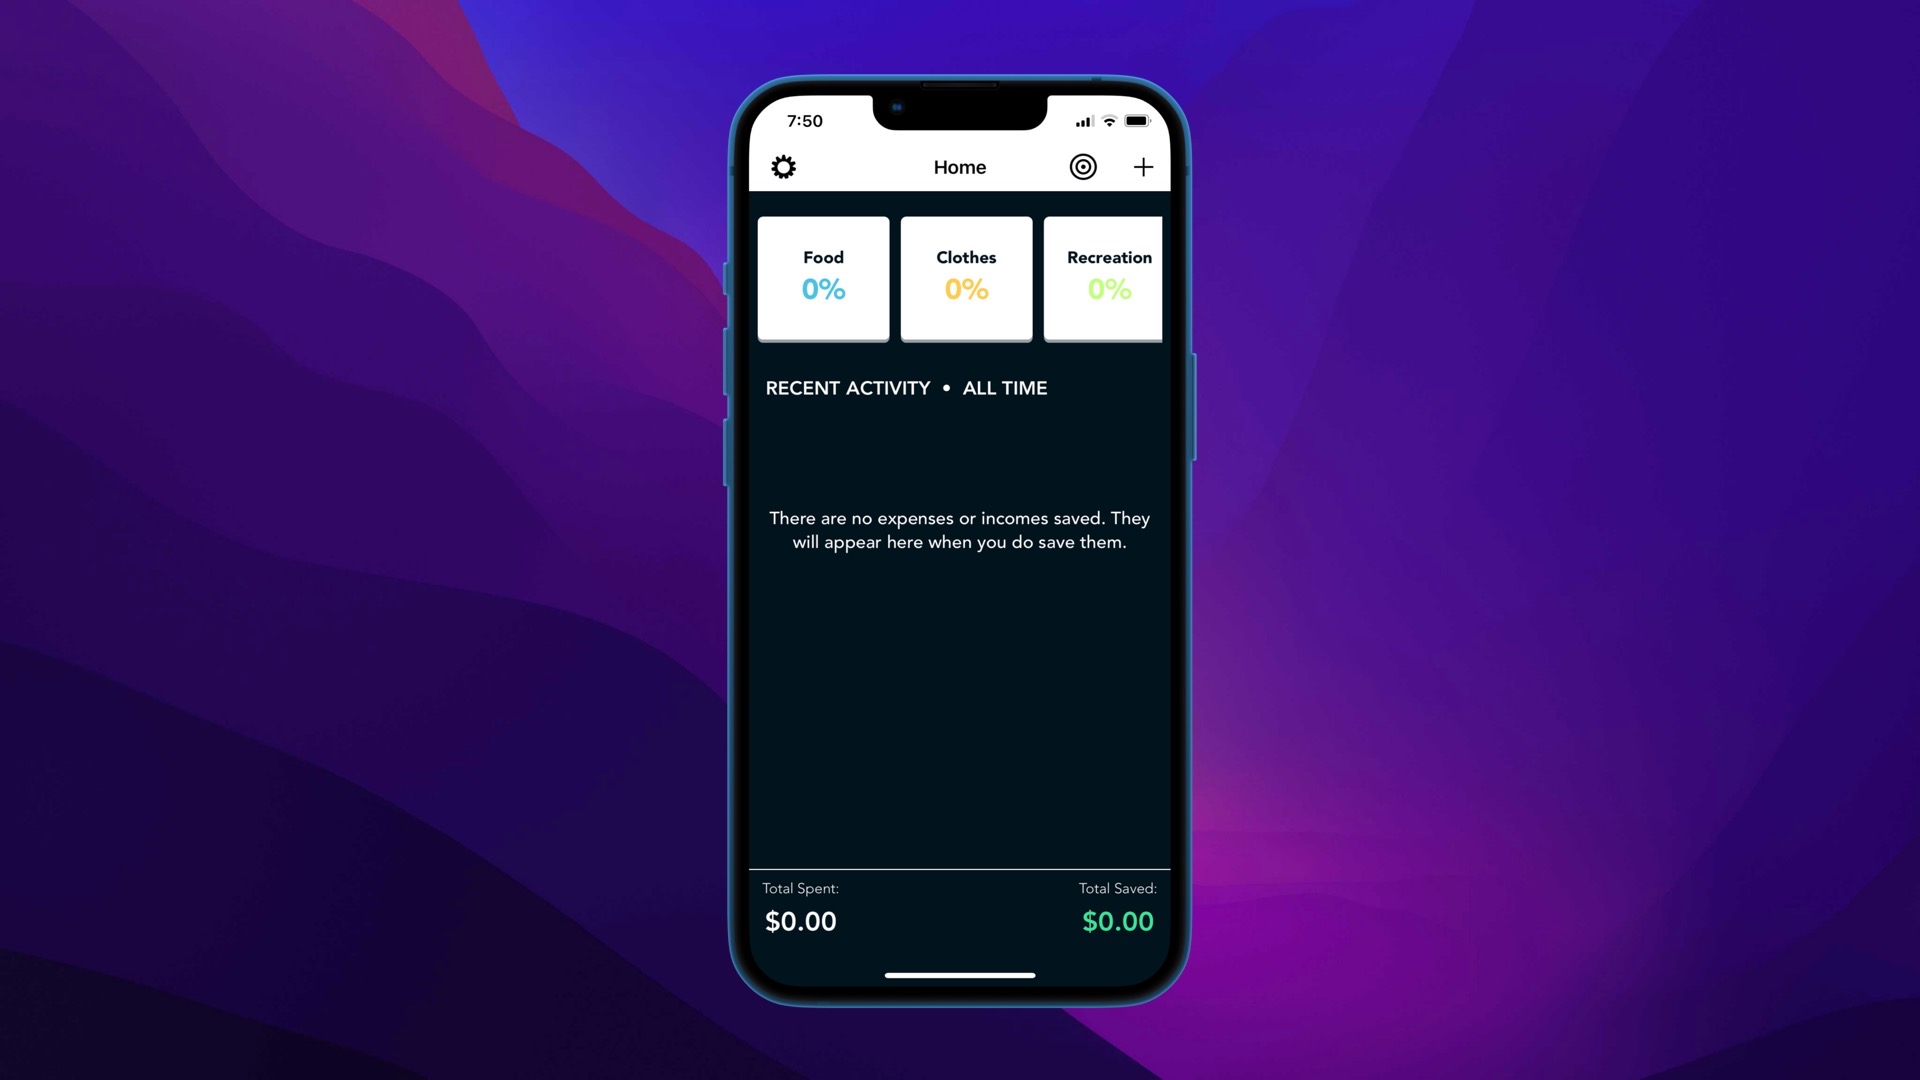 7:50
Home
Food
0%
Clothes
0%
Recreation
0%
RECENT ACTIVITY • ALL TIME
There are no expenses or incomes saved. They
will appear here when you do save them.
Total Spent:
$0.00
Total Saved:
$0.00